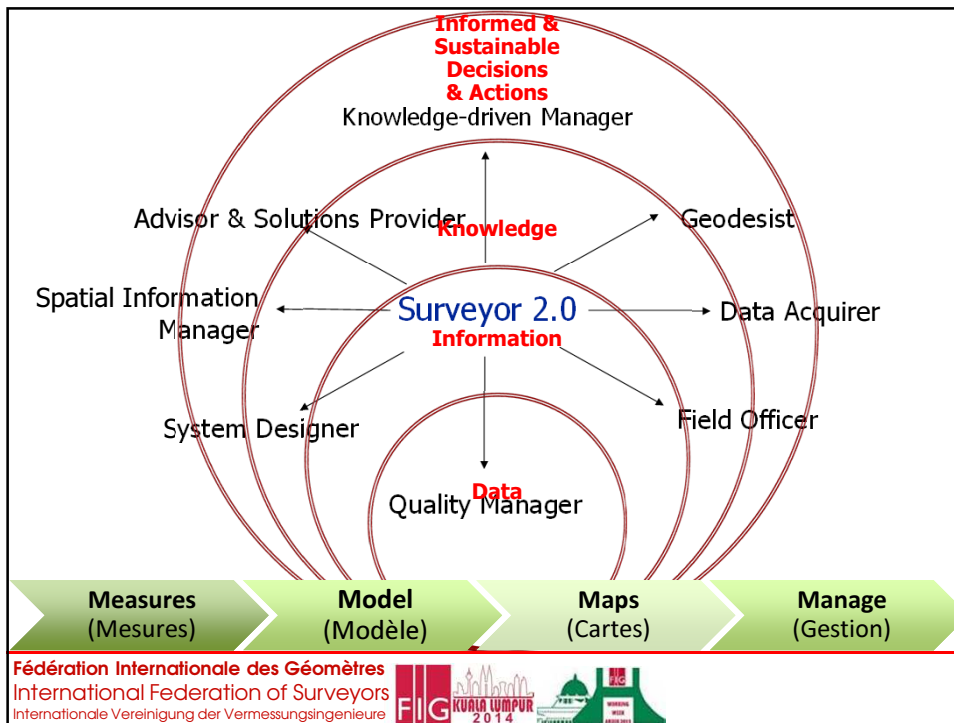 Informed &
Sustainable
Decisions
& Actions
Knowledge-driven Manager
Advisor & Solutions Provider
Knowledge
Geodesist
Spatial Information
Manager
Surveyor 2.0
Data Acquirer
Information
System Designer
Field Officer
Data
Quality Manager
Measures
(Mesures)
Model
(Modèle)
Maps
(Cartes)
Manage
(Gestion)
Fédération Internationale des Géomètres
International Federation of Surveyors
Internationale Vereinigung der Vermessungsingenieure
FIG
KUALA LUMPUR
2014
FIG
WORKING
WEEK